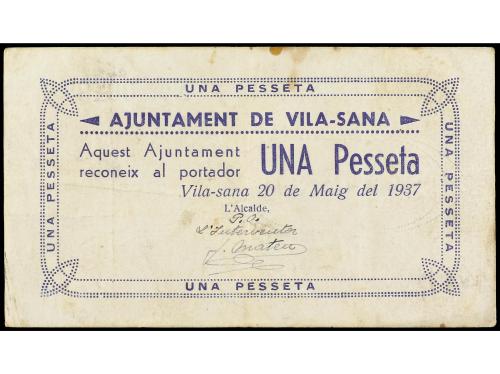 UNA PESSETA
AJUNTAMENT DE VILA-SANA
Aquest Ajuntament
reconeix al portador
UNA Pesseta
Vila-sana 20 de Maig del 1937
L'Alcalde,
P.O.
L'Interventor
J. Mateu
UNA PESSETA
UNA PESSETA
UNA PESSETA